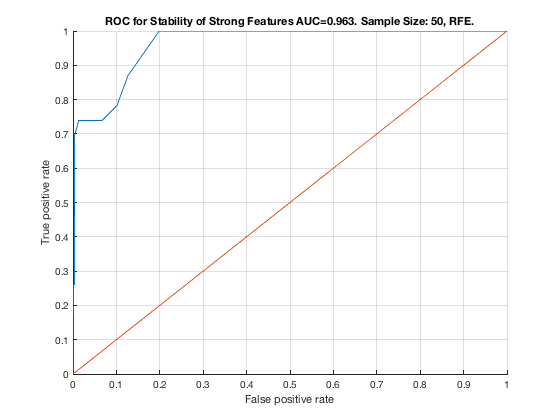 ROC for Stability of Strong Features AUC=0.963. Sample Size: 50, RFE.
1
0.9
0.8
0.7
0.6
0.5
0.4
0.3
0.2
0.1
0
True positive rate
0 0.1 0.2 0.3 0.4 0.5 0.6 0.7 0.8 0.9 1
False positive rate